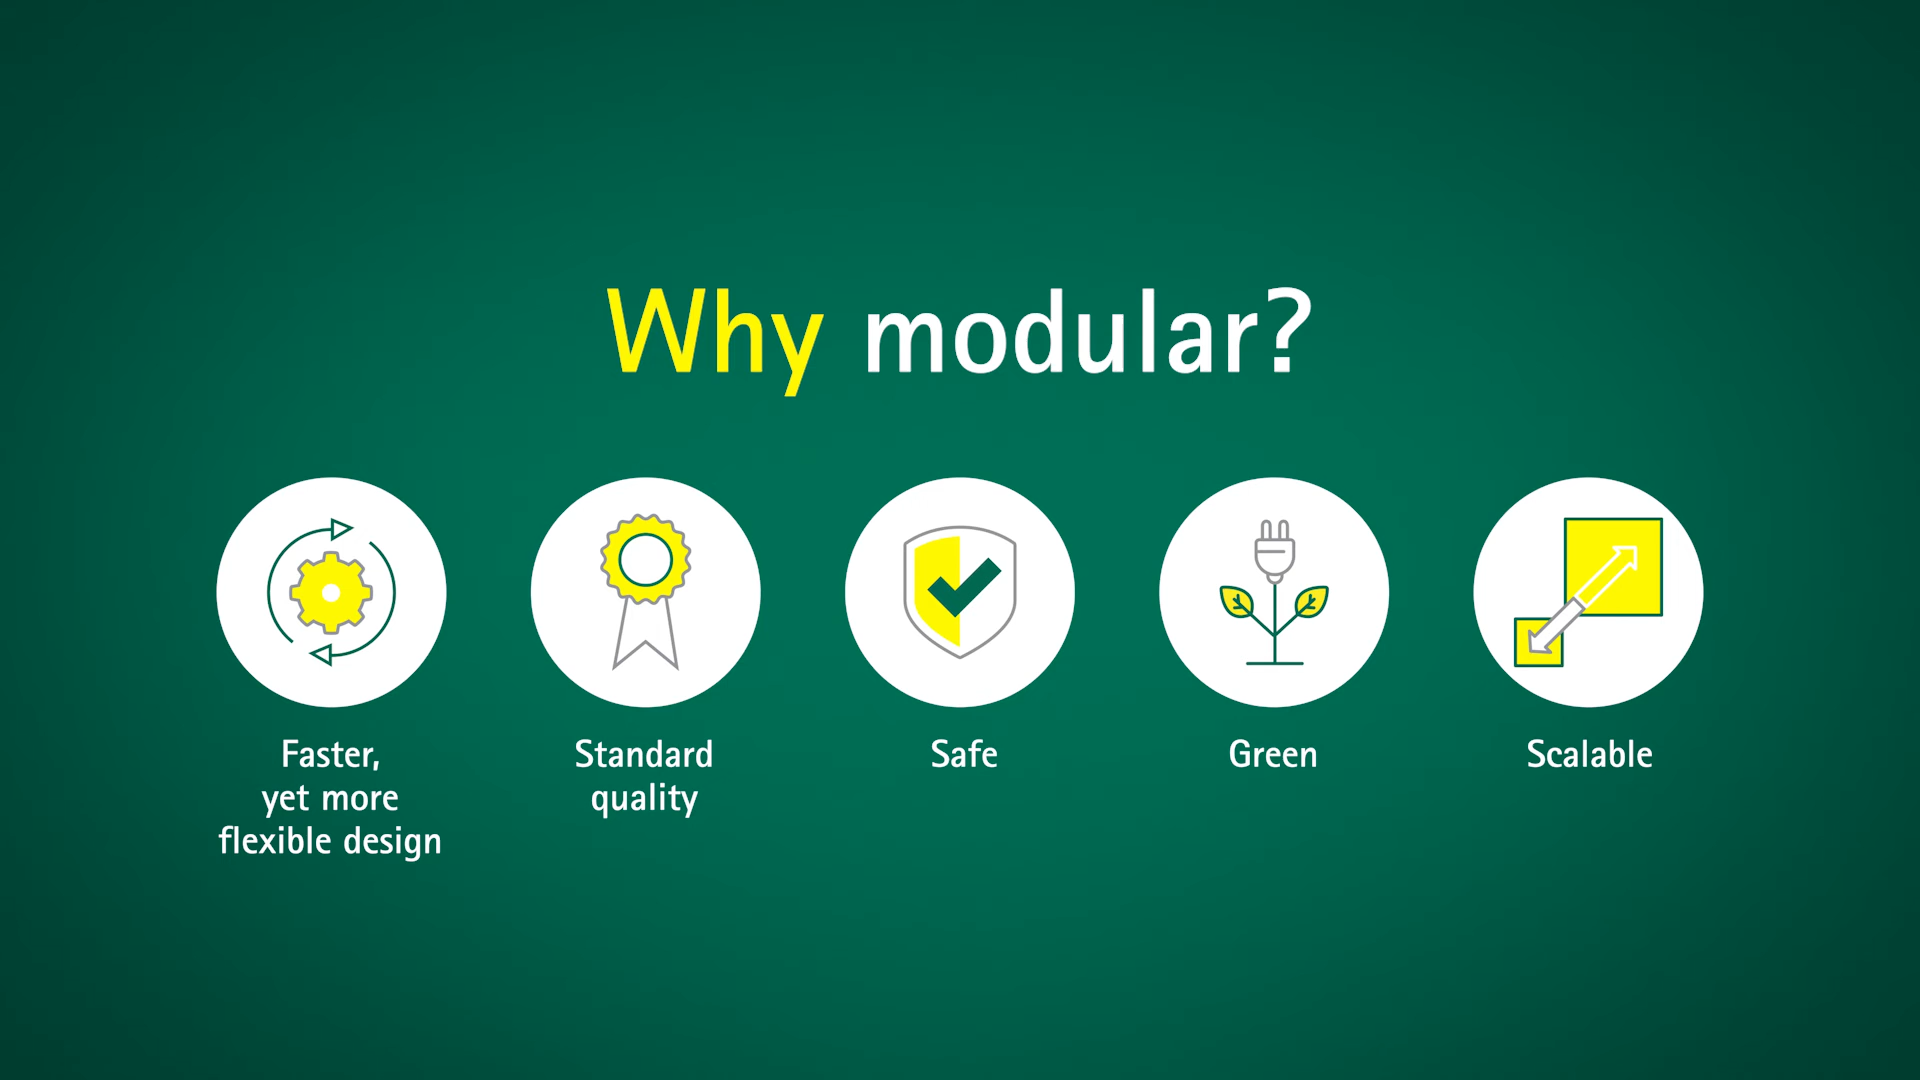 Why modular?
Faster,
yet more
flexible design
Standard
quality
Safe
Green
Scalable